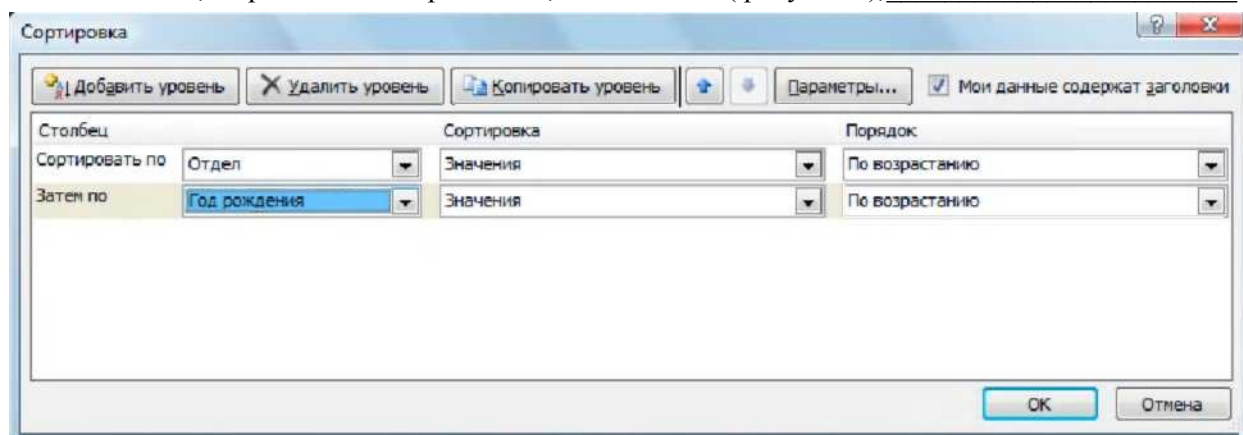 Сортировка
Добавить уровень Удалить уровень Копировать уровень Параметры... Мои данные содержат заголовки
Столбец Сортировка Порядок
Сортировать по Отдел Значения По возрастанию
Затем по Год рождения Значения По возрастанию
OK Отмена